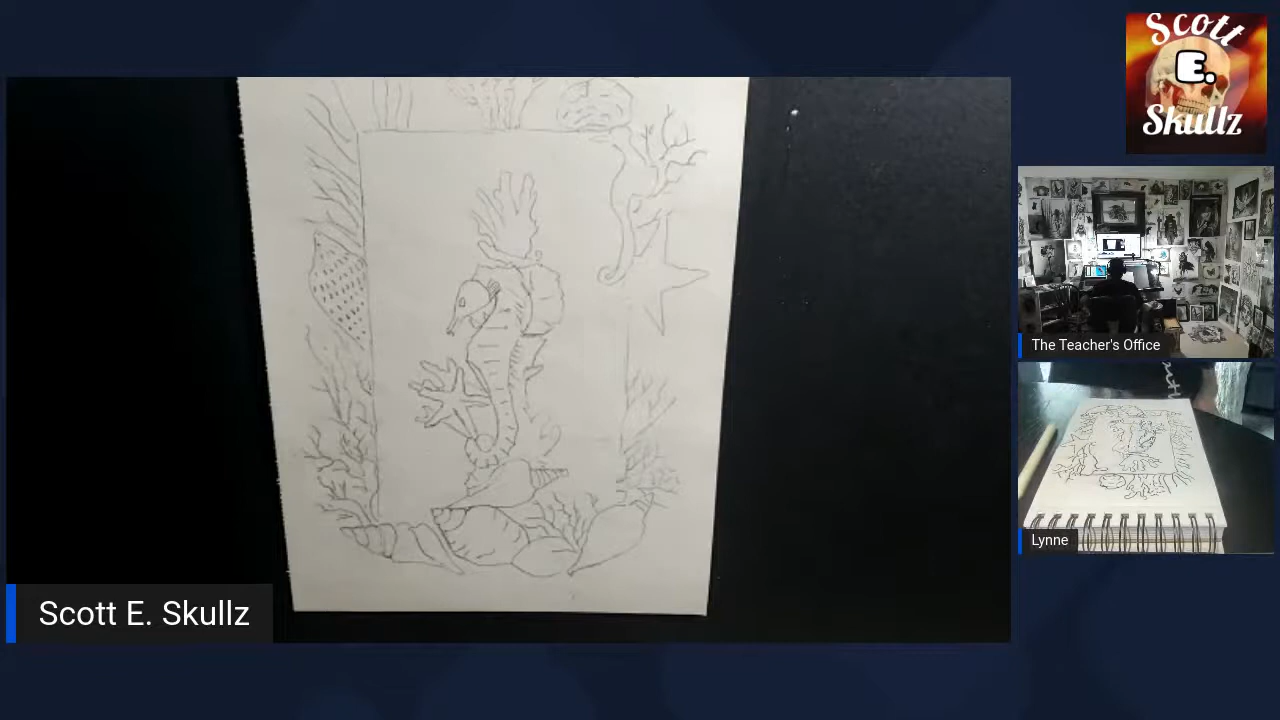 Scott
E.
Skullz
The Teacher's Office
Lynne
Scott E. Skullz